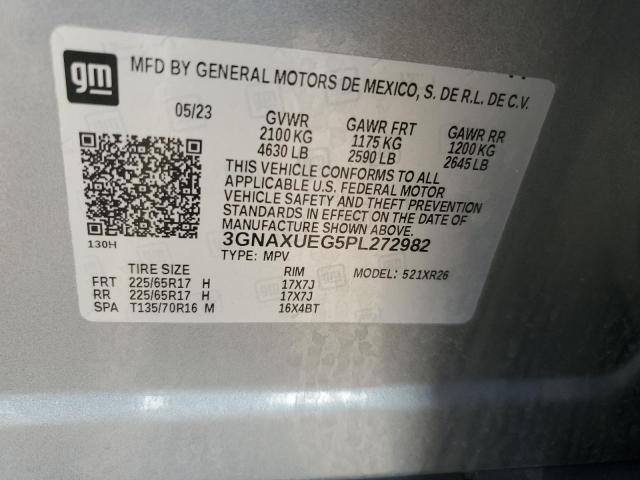 gm
MFD BY GENERAL MOTORS DE MEXICO, S. DE R.L. DE C.V.
05/23 GVWR GAWR FRT GAWR RR
2100 KG 1175 KG 1200 KG
4630 LB 2590 LB 2645 LB
THIS VEHICLE CONFORMS TO ALL
APPLICABLE U.S. FEDERAL MOTOR
VEHICLE SAFETY AND THEFT PREVENTION
STANDARDS IN EFFECT ON THE DATE OF
MANUFACTURE SHOWN ABOVE.
130H 3GNAXUEG5PL272982
TYPE: MPV MODEL: 521XR26
TIRE SIZE RIM
FRT 225/65R17 H 17X7J
RR 225/65R17 H 17X7J
SPA T135/70R16 M 16X4BT